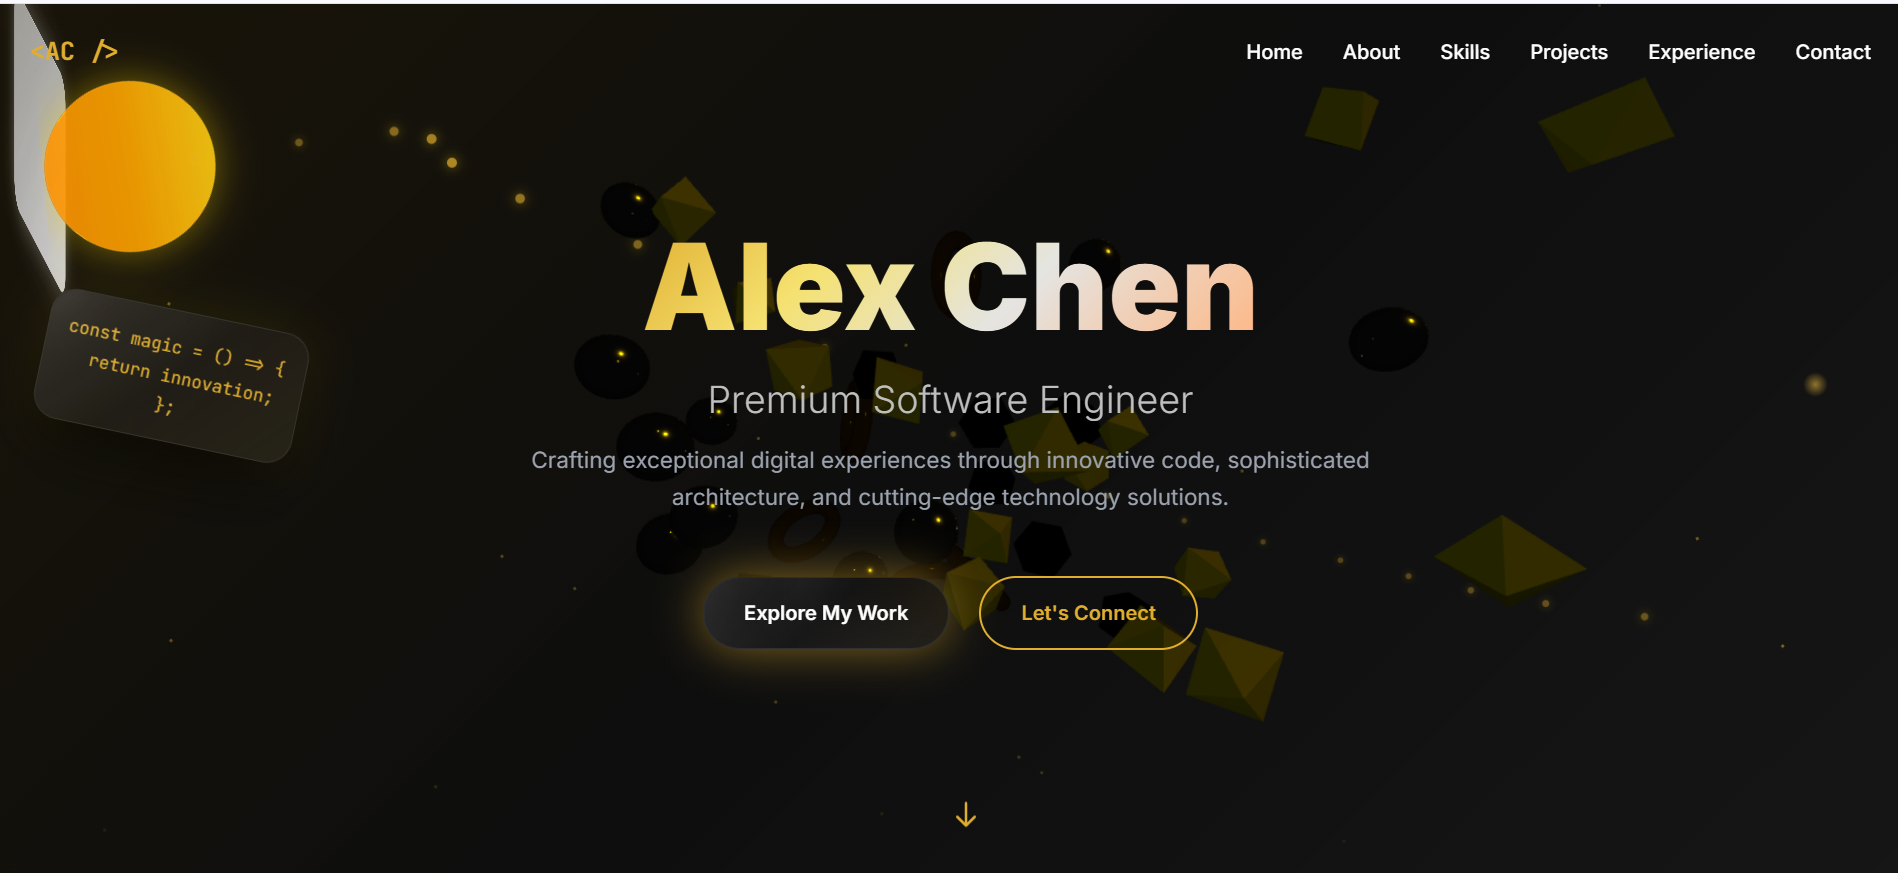 <AC />
Home About Skills Projects Experience Contact
const magic = () => {
return innovation;
};
Alex Chen
Premium Software Engineer
Crafting exceptional digital experiences through innovative code, sophisticated
architecture, and cutting-edge technology solutions.
Explore My Work
Let's Connect